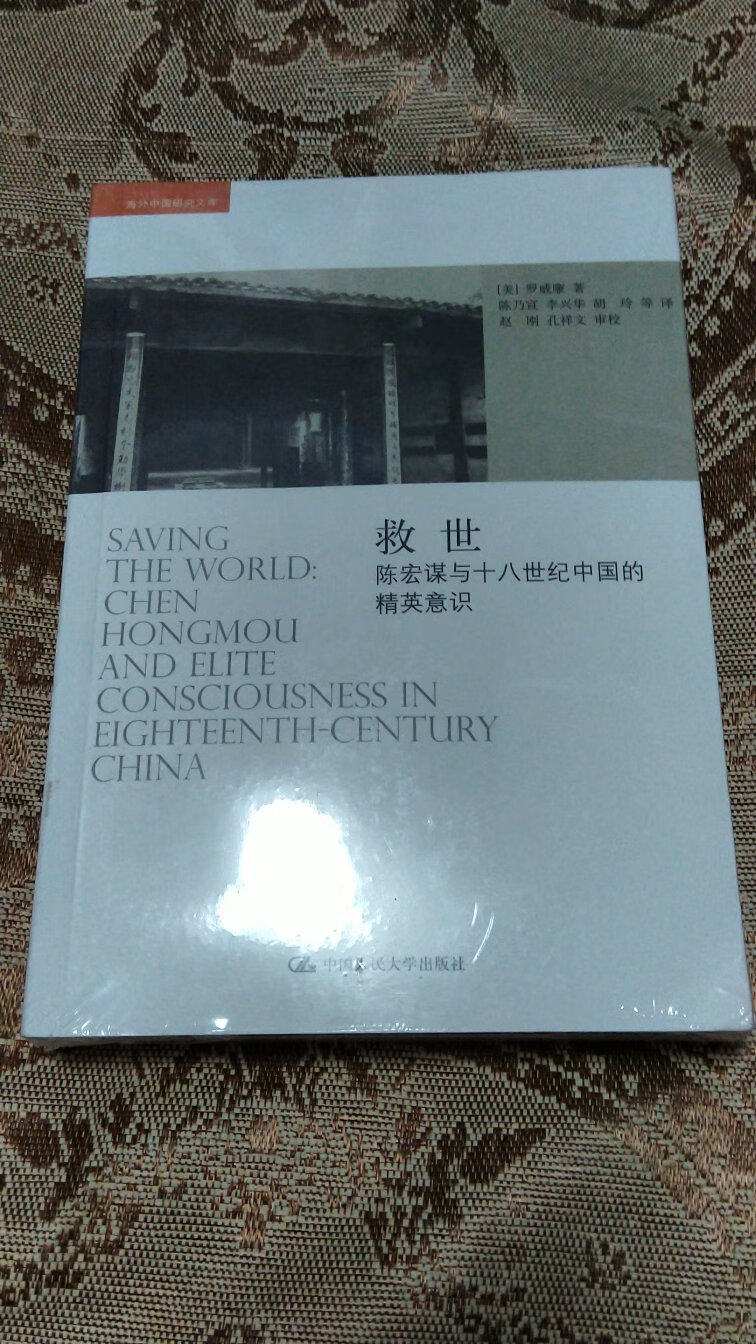 海外中国研究文库
[美] 罗威廉 著
陈乃宣 李兴华 胡 玲 等 译
赵 刚 孔祥文 审校
救世
陈宏谋与十八世纪中国的
精英意识
SAVING
THE WORLD:
CHEN
HONGMOU
AND ELITE
CONSCIOUSNESS IN
EIGHTEENTH-CENTURY
CHINA
中国人民大学出版社